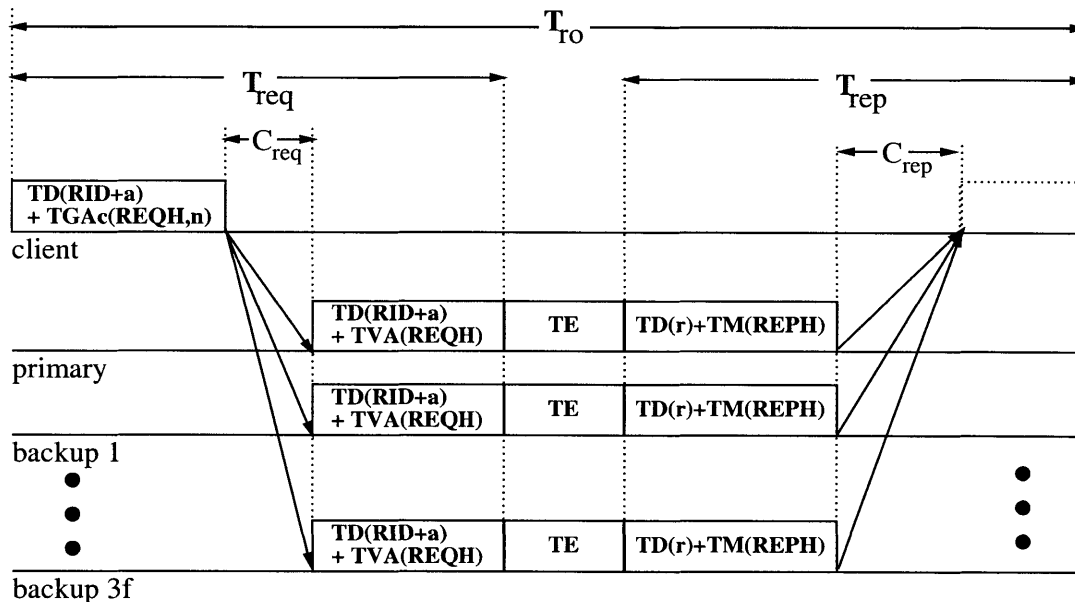 T_ro
T_req
T_rep
C_req
C_rep
TD(RID+a)
+ TGAc(REQH,n)
client
TD(RID+a)
+ TVA(REQH)
TE
TD(r)+TM(REPH)
primary
TD(RID+a)
+ TVA(REQH)
TE
TD(r)+TM(REPH)
backup 1
TD(RID+a)
+ TVA(REQH)
TE
TD(r)+TM(REPH)
backup 3f